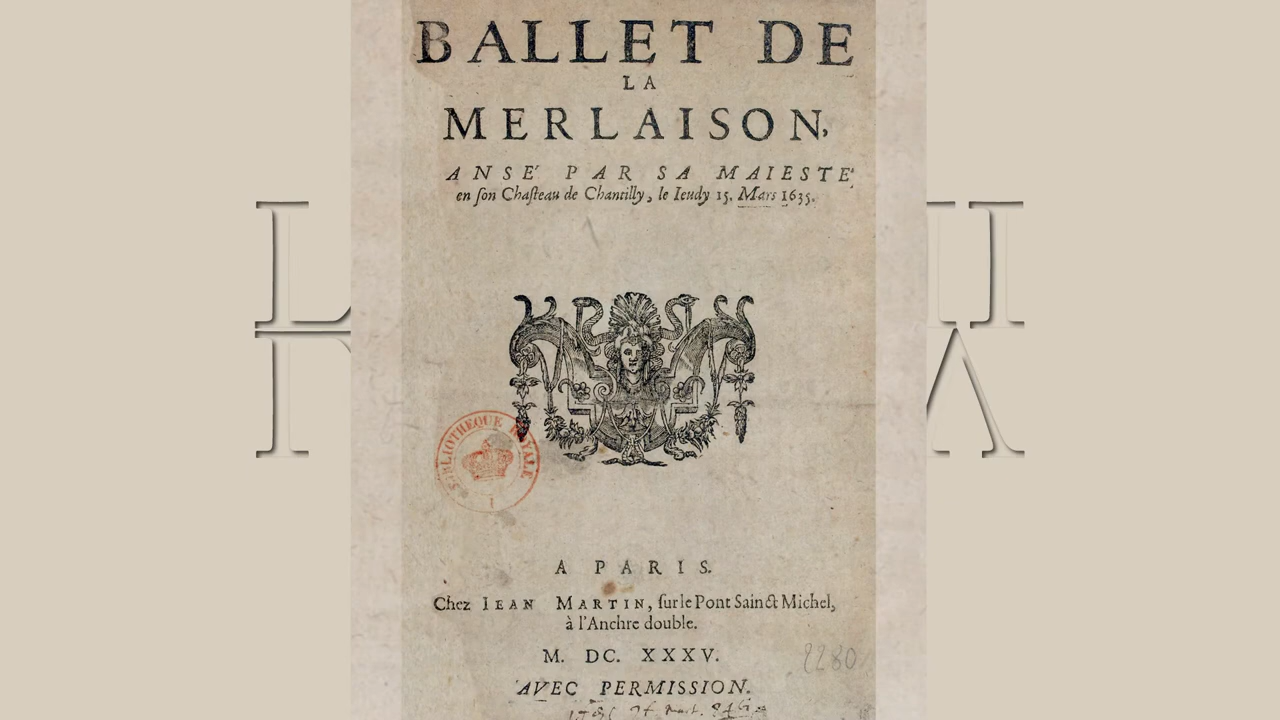 BALLET DE
LA
MERLAISON,
ANSE' PAR SA MAIESTE'
en ſon Chaſteau de Chantilly, le Ieudy 15. Mars 1635.
BIBLIOTHEQUE ROYALE
I
A PARIS.
Chez IEAN MARTIN, ſur le Pont Sainct Michel,
à l'Anchre double.
M. DC. XXXV.
2280
AVEC PERMISSION.